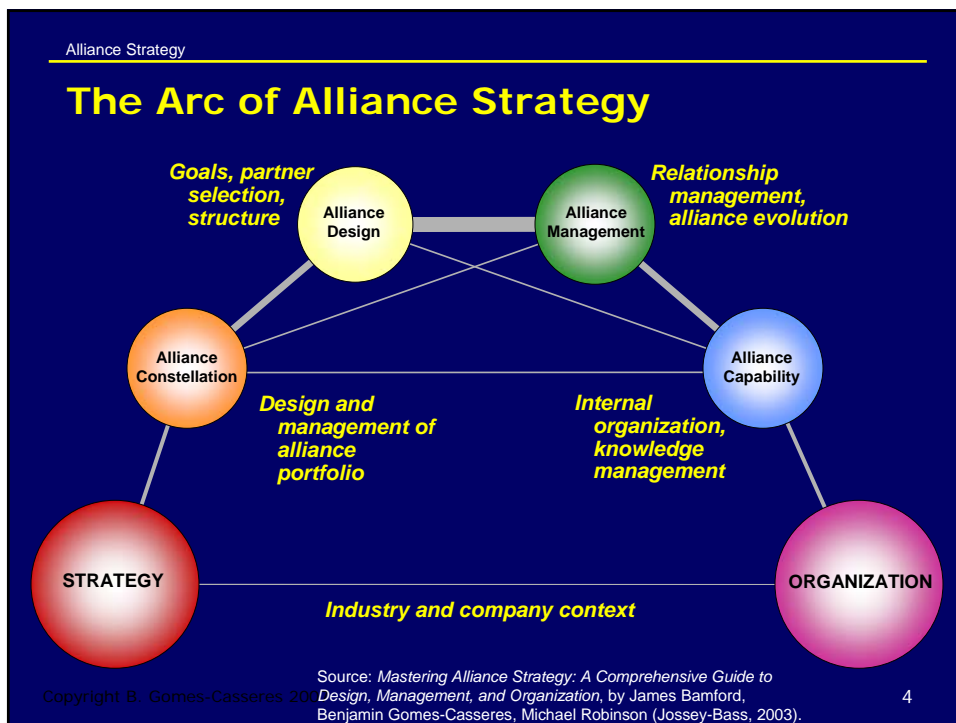 Alliance Strategy
The Arc of Alliance Strategy
Goals, partner
selection,
structure
Alliance
Design
Alliance
Management
Relationship
management,
alliance evolution
Alliance
Constellation
Alliance
Capability
Design and
management of
alliance
portfolio
Internal
organization,
knowledge
management
STRATEGY
ORGANIZATION
Industry and company context
Source: Mastering Alliance Strategy: A Comprehensive Guide to
Design, Management, and Organization, by James Bamford,
Benjamin Gomes-Casseres, Michael Robinson (Jossey-Bass, 2003).
Copyright B. Gomes-Casseres
4